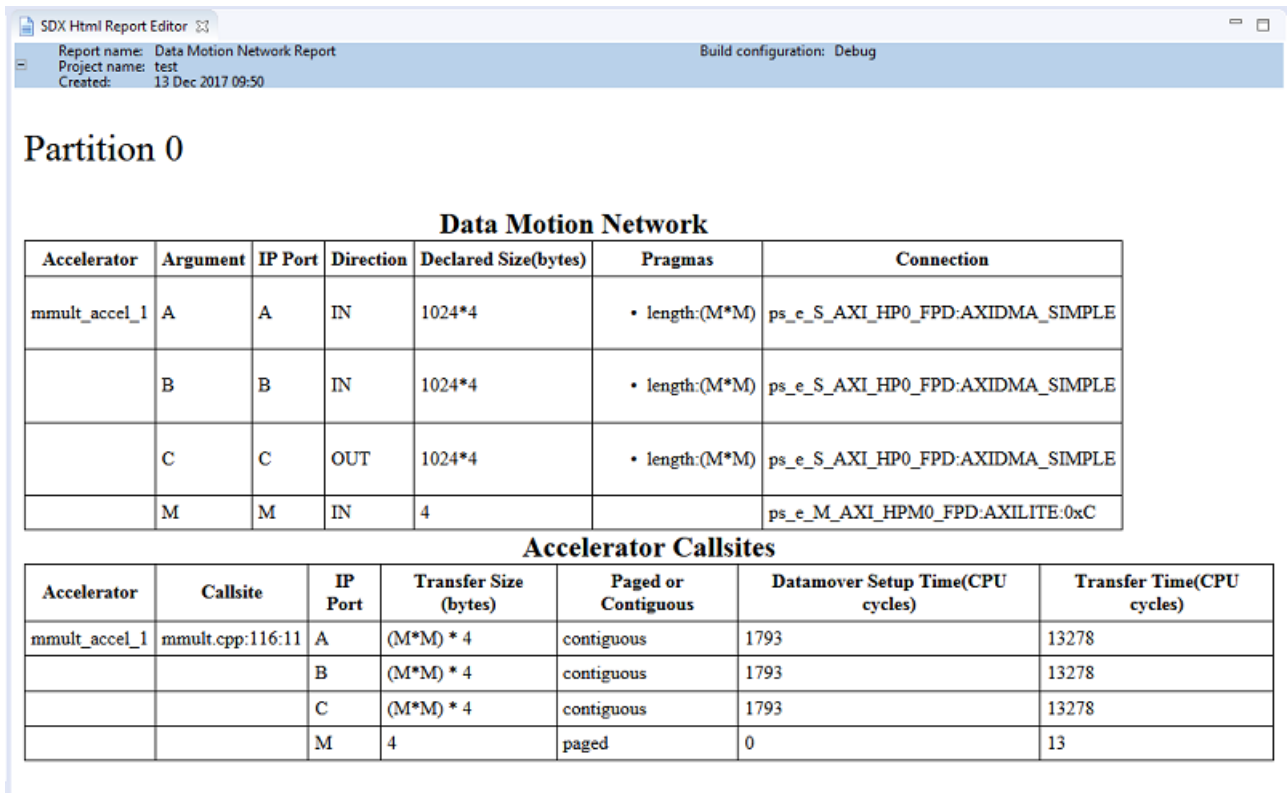 SDX Html Report Editor
Report name: Data Motion Network Report Build configuration: Debug
Project name: test
Created: 13 Dec 2017 09:50
Partition 0
Data Motion Network
Accelerator Argument IP Port Direction Declared Size(bytes) Pragmas Connection
mmult_accel_1 A A IN 1024*4 • length:(M*M) ps_e_S_AXI_HP0_FPD:AXIDMA_SIMPLE
B B IN 1024*4 • length:(M*M) ps_e_S_AXI_HP0_FPD:AXIDMA_SIMPLE
C C OUT 1024*4 • length:(M*M) ps_e_S_AXI_HP0_FPD:AXIDMA_SIMPLE
M M IN 4 ps_e_M_AXI_HPM0_FPD:AXILITE:0xC
Accelerator Callsites
Accelerator Callsite IP Port Transfer Size (bytes) Paged or Contiguous Datamover Setup Time(CPU cycles) Transfer Time(CPU cycles)
mmult_accel_1 mmult.cpp:116:11 A (M*M) * 4 contiguous 1793 13278
B (M*M) * 4 contiguous 1793 13278
C (M*M) * 4 contiguous 1793 13278
M 4 paged 0 13